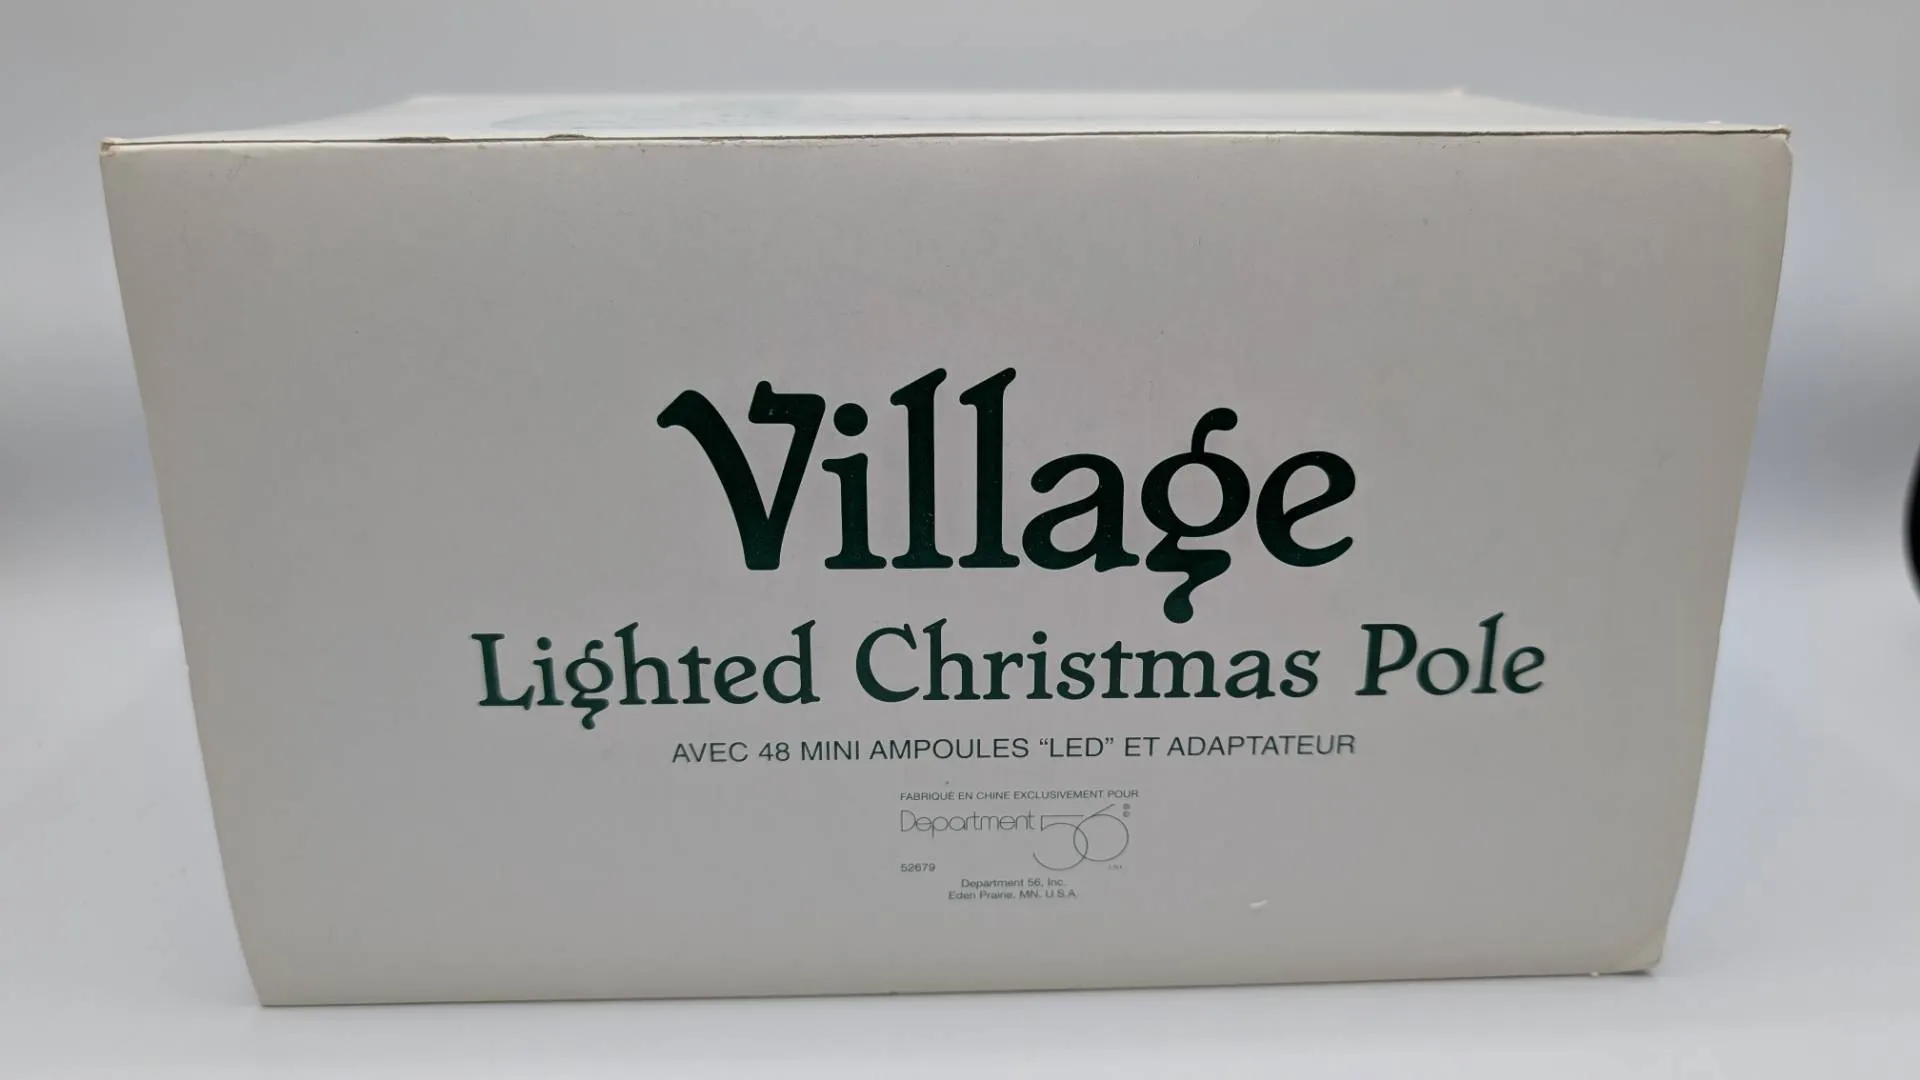 Village
Lighted Christmas Pole
AVEC 48 MINI AMPOULES “LED” ET ADAPTATEUR
FABRIQUÉ EN CHINE EXCLUSIVEMENT POUR
Department 56
52679
Department 56, Inc.
Eden Prairie, MN, U.S.A.